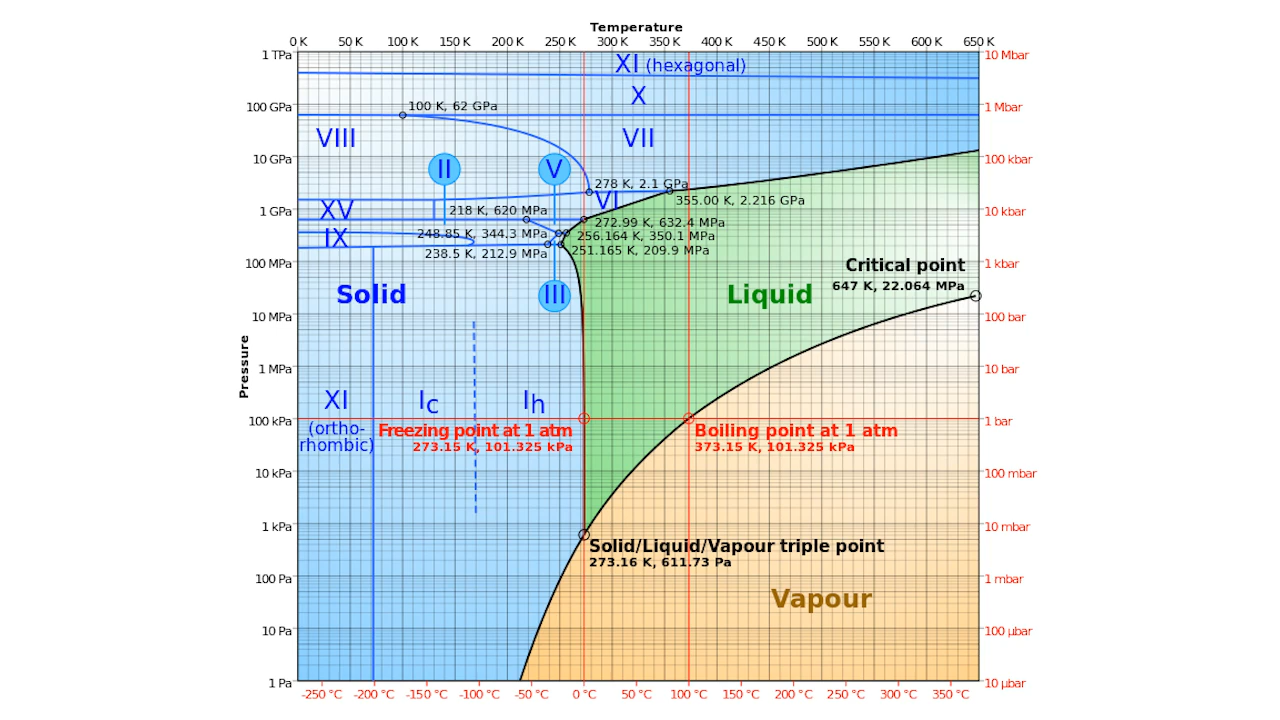 Temperature
0 K 50 K 100 K 150 K 200 K 250 K 300 K 350 K 400 K 450 K 500 K 550 K 600 K 650 K
1 TPa
10 Mbar
XI (hexagonal)
X
100 K, 62 GPa
100 GPa
1 Mbar
VIII
VII
10 GPa
100 kbar
II
V
278 K, 2.1 GPa
VI
355.00 K, 2.216 GPa
1 GPa
10 kbar
XV
218 K, 620 MPa
272.99 K, 632.4 MPa
IX
248.85 K, 344.3 MPa
256.164 K, 350.1 MPa
238.5 K, 212.9 MPa
251.165 K, 209.9 MPa
100 MPa
1 kbar
Critical point
647 K, 22.064 MPa
Solid
III
Liquid
10 MPa
100 bar
Pressure
1 MPa
10 bar
XI
(ortho-
rhombic)
Ic
Ih
100 kPa
1 bar
Freezing point at 1 atm
273.15 K, 101.325 kPa
Boiling point at 1 atm
373.15 K, 101.325 kPa
10 kPa
100 mbar
1 kPa
10 mbar
Solid/Liquid/Vapour triple point
273.16 K, 611.73 Pa
100 Pa
1 mbar
Vapour
10 Pa
100 µbar
1 Pa
10 µbar
-250 °C -200 °C -150 °C -100 °C -50 °C 0 °C 50 °C 100 °C 150 °C 200 °C 250 °C 300 °C 350 °C